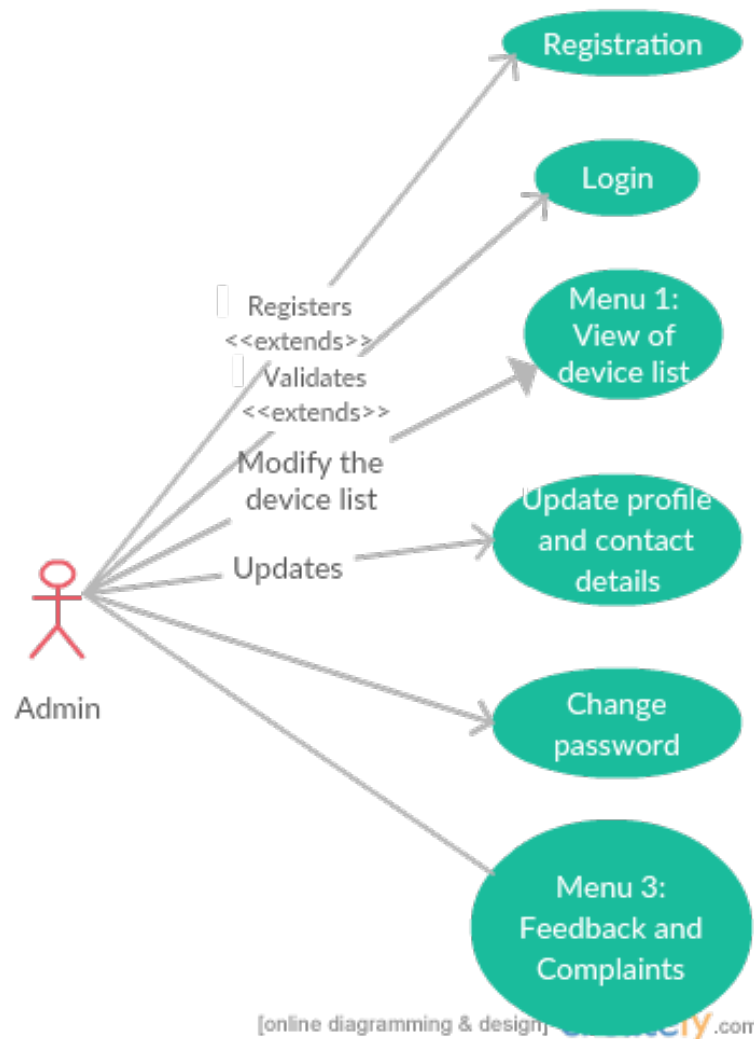 Registration
Login
Registers
<<extends>>
Menu 1:
View of
device list
Validates
<<extends>>
Modify the
device list
Update profile
and contact
details
Updates
Admin
Change
password
Menu 3:
Feedback and
Complaints
[online diagramming & design]
.com